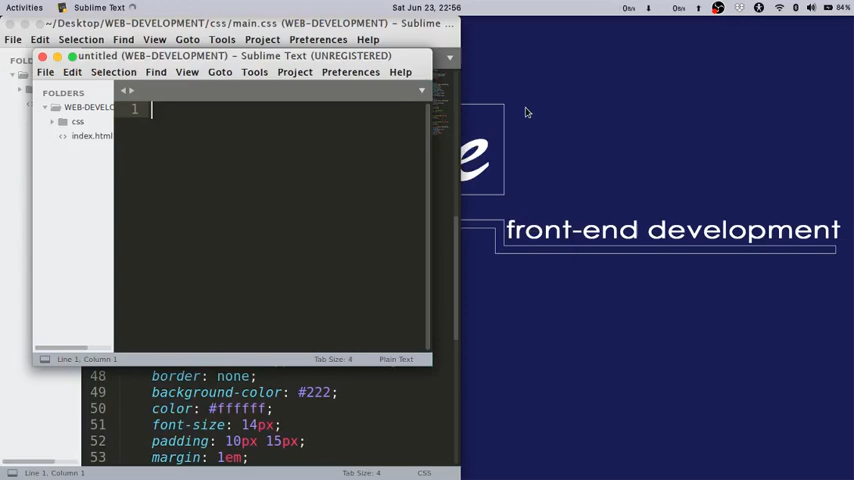 Activities Sublime Text Sat Jun 23, 22:56 0b/s 0b/s 84%
~/Desktop/WEB-DEVELOPMENT/css/main.css (WEB-DEVELOPMENT) - Sublime ...
File Edit Selection Find View Goto Tools Project Preferences Help
untitled (WEB-DEVELOPMENT) - Sublime Text (UNREGISTERED)
File Edit Selection Find View Goto Tools Project Preferences Help
FOLDERS
WEB-DEVELO
css
index.html
1
Line 1, Column 1 Tab Size: 4 Plain Text
e
front-end development
48 border: none;
49 background-color: #222;
50 color: #ffffff;
51 font-size: 14px;
52 padding: 10px 15px;
53 margin: 1em;
Line 1, Column 1 Tab Size: 4 CSS